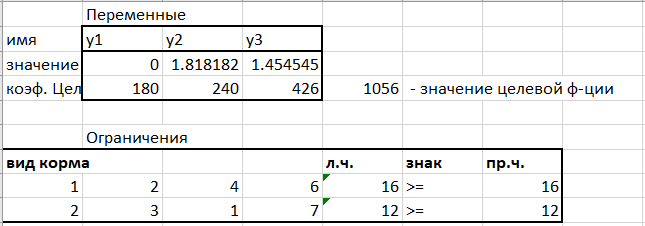 Переменные
имя y1 y2 y3
значение 0 1.818182 1.454545
коэф. Цел 180 240 426 1056 - значение целевой ф-ции
Ограничения
вид корма л.ч. знак пр.ч.
1 2 4 6 16 >= 16
2 3 1 7 12 >= 12